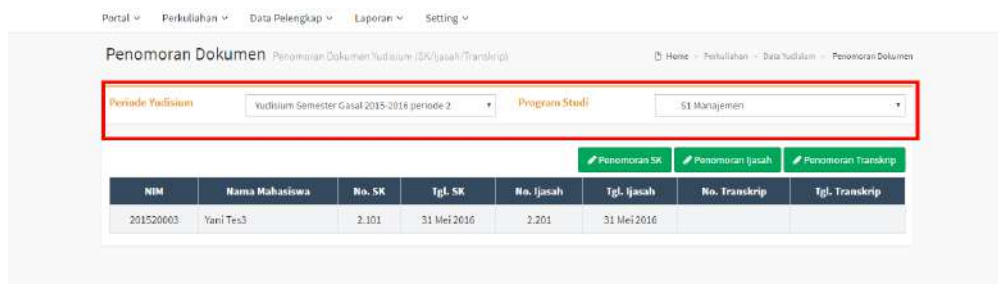 Portal Perkuliahan Data Pelengkap Laporan Setting
Penomoran Dokumen Penomoran Dokumen Yudisium (SK/Ijasah/Transkrip) Home - Perkuliahan - Data Yudisium - Penomoran Dokumen
Periode Yudisium Yudisium Semester Gasal 2015-2016 periode 2 Program Studi S1 Manajemen
Penomoran SK Penomoran Ijasah Penomoran Transkrip
NIM Nama Mahasiswa No. SK Tgl. SK No. Ijasah Tgl. Ijasah No. Transkrip Tgl. Transkrip
201520003 Yani Tes3 2.101 31 Mei 2016 2.201 31 Mei 2016